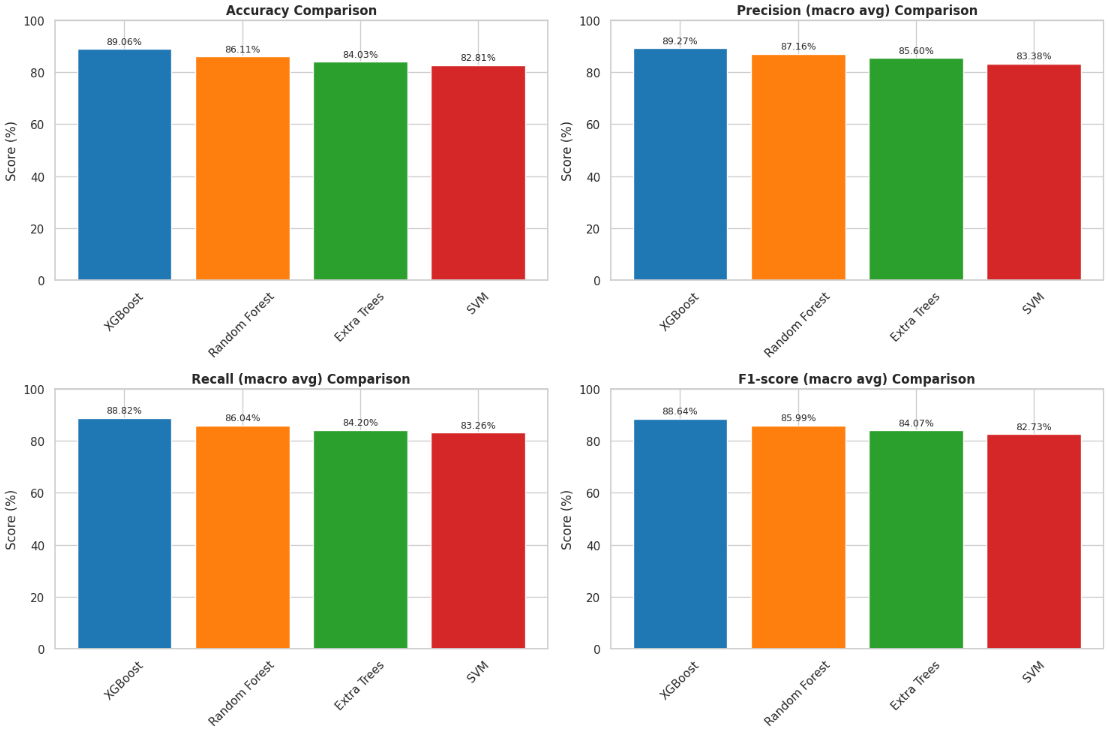 Accuracy Comparison
Score (%)
100
80
60
40
20
0
89.06%
86.11%
84.03%
82.81%
XGBoost
Random Forest
Extra Trees
SVM
Precision (macro avg) Comparison
Score (%)
100
80
60
40
20
0
89.27%
87.16%
85.60%
83.38%
XGBoost
Random Forest
Extra Trees
SVM
Recall (macro avg) Comparison
Score (%)
100
80
60
40
20
0
88.82%
86.04%
84.20%
83.26%
XGBoost
Random Forest
Extra Trees
SVM
F1-score (macro avg) Comparison
Score (%)
100
80
60
40
20
0
88.64%
85.99%
84.07%
82.73%
XGBoost
Random Forest
Extra Trees
SVM